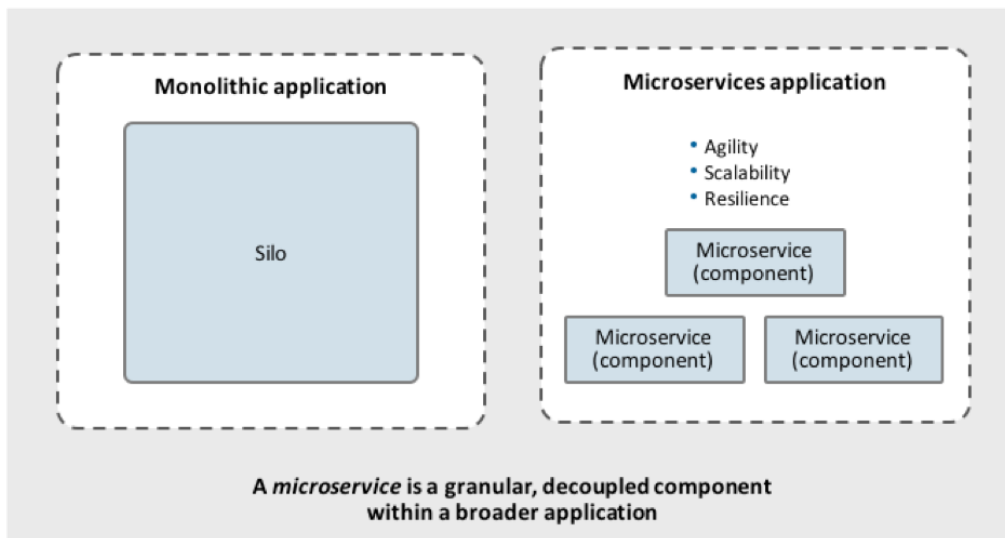 Monolithic application
Silo
Microservices application
• Agility
• Scalability
• Resilience
Microservice
(component)
Microservice
(component)
Microservice
(component)
A microservice is a granular, decoupled component
within a broader application